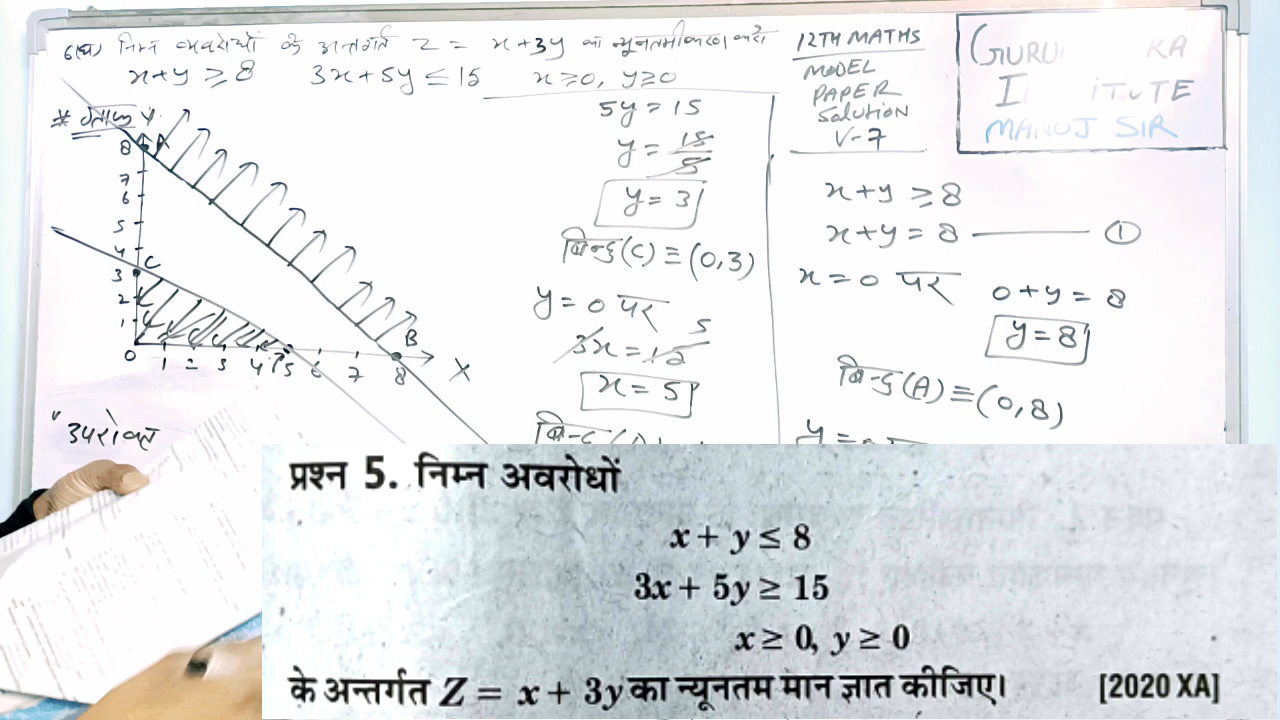 6(ब) निम्न अवरोधों के अन्तर्गत Z = x+3y का न्यूनतमीकरण करो
x+y ≥ 8 3x+5y ≤ 15 x≥0, y≥0
12TH MATHS
MODEL
PAPER
Solution
V-7
GURU KA
I ITUTE
MANOJ SIR
Y
A
8
7
6
5
4
3 C
2
1
0 1 2 3 4 5 6 7 8
B
X
5y = 15
y = 15/5
y = 3
बिन्दु(C) ≡ (0,3)
y = 0 पर
3x = 15 5
x = 5
x+y ≥ 8
x+y = 8 ——— ①
x = 0 पर
0+y = 8
y = 8
बिन्दु(A) ≡ (0,8)
उपरोक्त
प्रश्न 5. निम्न अवरोधों
x + y ≤ 8
3x + 5y ≥ 15
x ≥ 0, y ≥ 0
के अन्तर्गत Z = x + 3y का न्यूनतम मान ज्ञात कीजिए। [2020 XA]